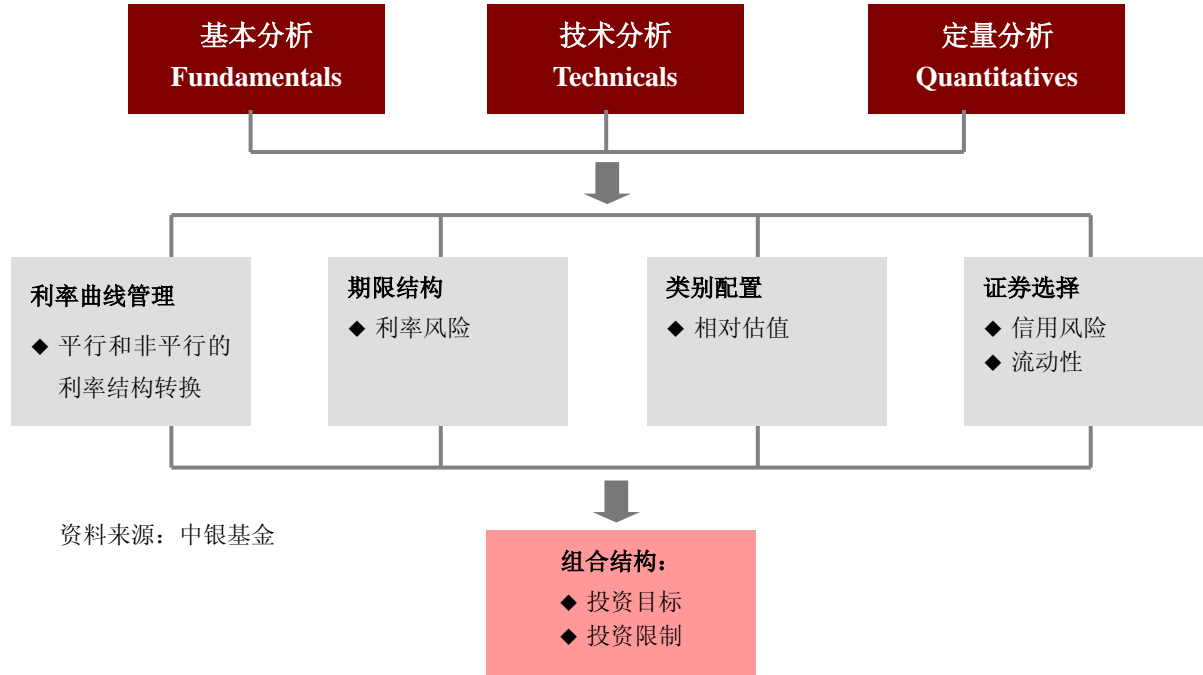 基本分析
Fundamentals
技术分析
Technicals
定量分析
Quantitatives
利率曲线管理
◆ 平行和非平行的
利率结构转换
期限结构
◆ 利率风险
类别配置
◆ 相对估值
证券选择
◆ 信用风险
◆ 流动性
资料来源：中银基金
组合结构：
◆ 投资目标
◆ 投资限制